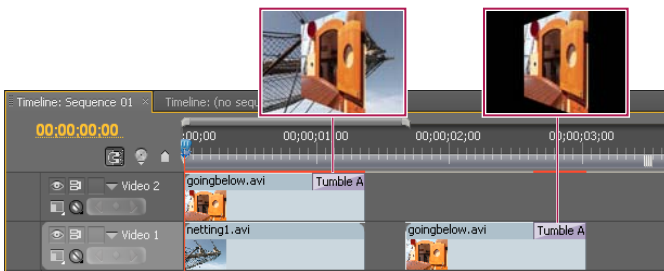 Timeline: Sequence 01 × Timeline: (no sequ
00;00;00;00
;00;00 00;00;01;00 00;00;02;00 00;00;03;00
Video 2 goingbelow.avi Tumble A
Video 1 netting1.avi goingbelow.avi Tumble A